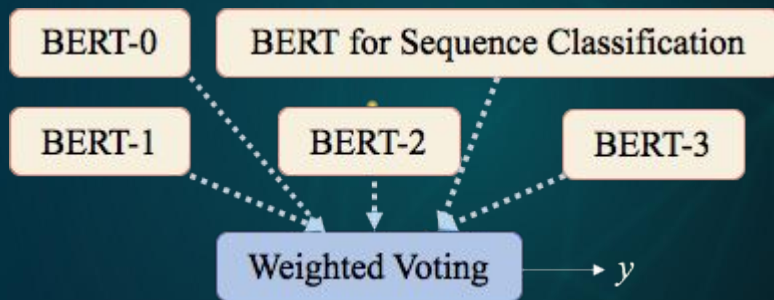 BERT-0
BERT for Sequence Classification
BERT-1
BERT-2
BERT-3
Weighted Voting
y